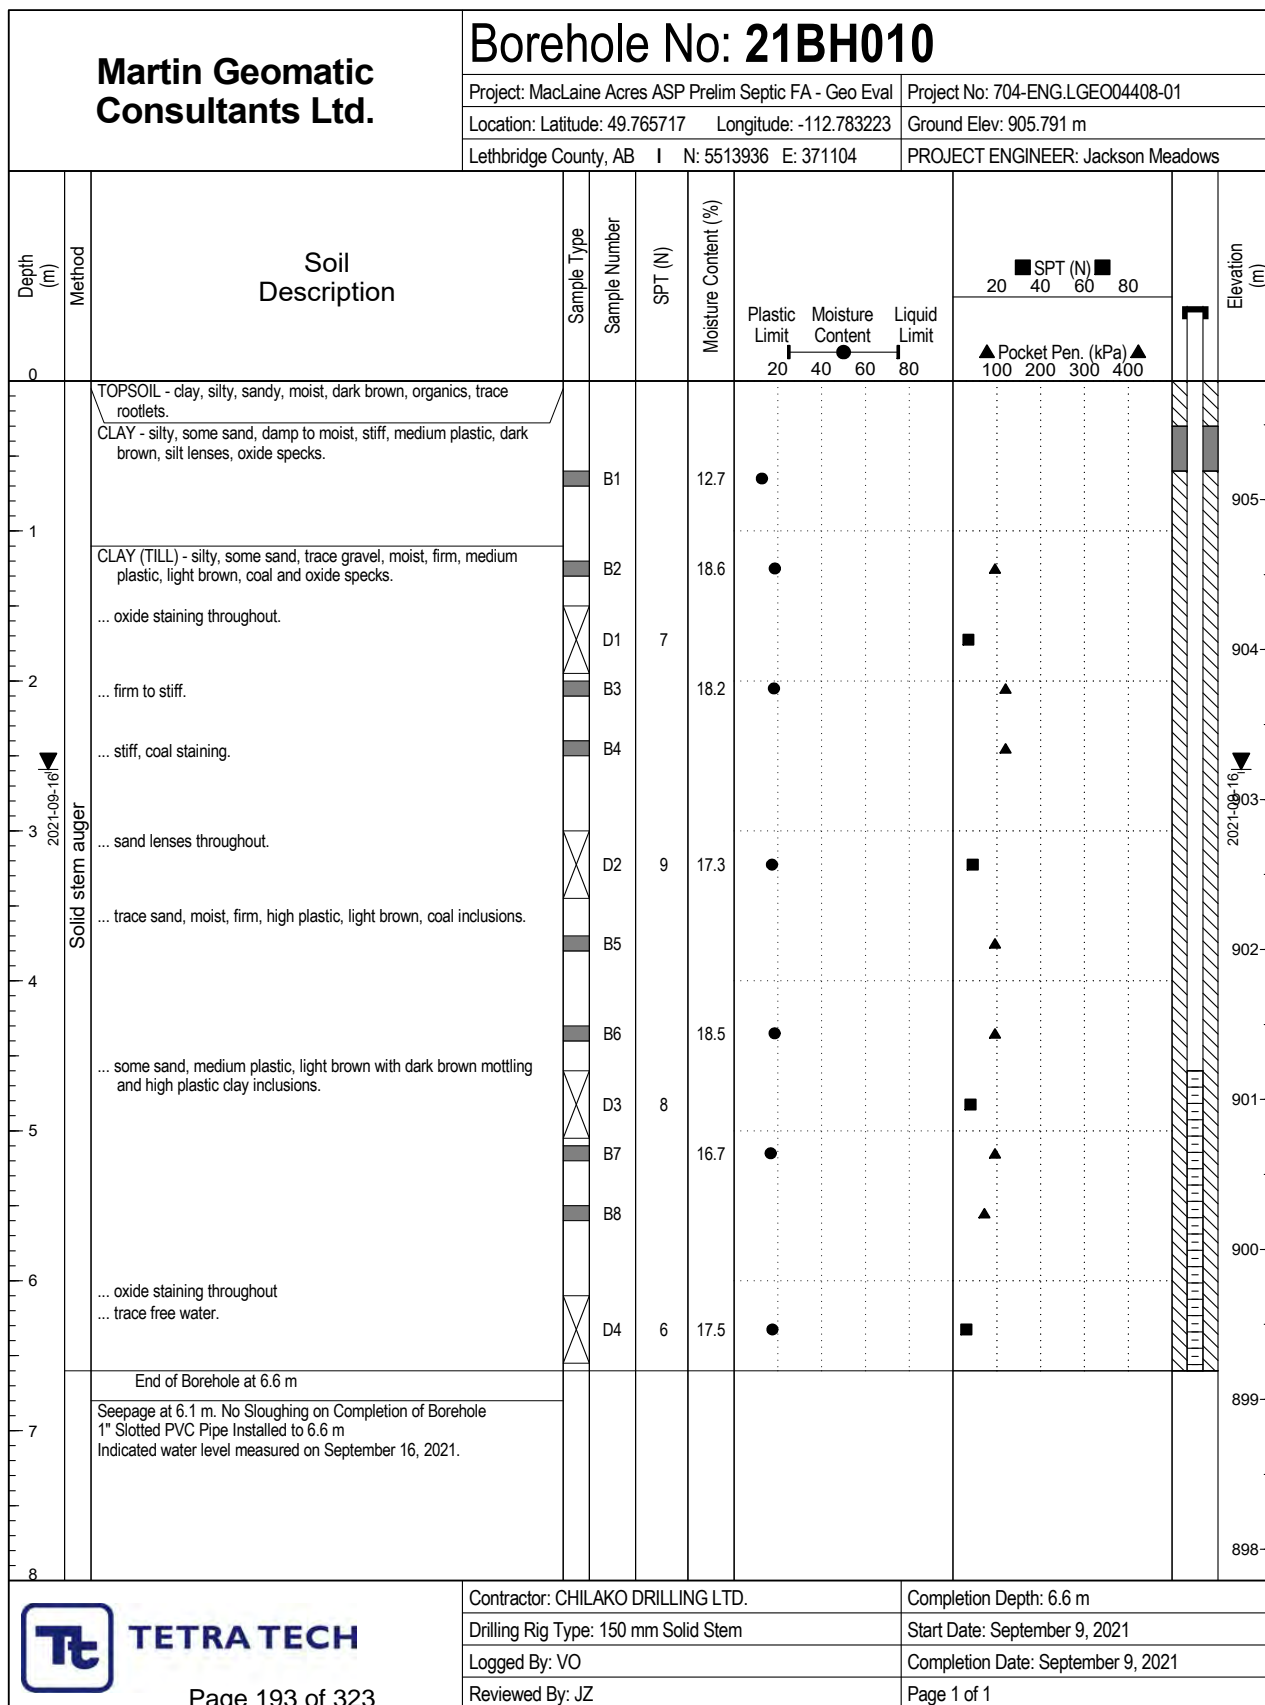 Martin Geomatic
Consultants Ltd.
Borehole No: 21BH010
Project: MacLaine Acres ASP Prelim Septic FA - Geo Eval
Project No: 704-ENG.LGEO04408-01
Location: Latitude: 49.765717 Longitude: -112.783223
Ground Elev: 905.791 m
Lethbridge County, AB I N: 5513936 E: 371104
PROJECT ENGINEER: Jackson Meadows
Depth
(m)
Method
Soil
Description
Sample Type
Sample Number
SPT (N)
Moisture Content (%)
Plastic Moisture Liquid
Limit Content Limit
20 40 60 80
■ SPT (N) ■
20 40 60 80
▲ Pocket Pen. (kPa) ▲
100 200 300 400
Elevation
(m)
0
TOPSOIL - clay, silty, sandy, moist, dark brown, organics, trace
rootlets.
CLAY - silty, some sand, damp to moist, stiff, medium plastic, dark
brown, silt lenses, oxide specks.
B1 12.7
905
1
CLAY (TILL) - silty, some sand, trace gravel, moist, firm, medium
plastic, light brown, coal and oxide specks.
B2 18.6
... oxide staining throughout.
D1 7
904
2
... firm to stiff.
B3 18.2
... stiff, coal staining.
B4
2021-09-16
2021-09-16
903
Solid stem auger
3
... sand lenses throughout.
D2 9 17.3
... trace sand, moist, firm, high plastic, light brown, coal inclusions.
B5
902
4
B6 18.5
... some sand, medium plastic, light brown with dark brown mottling
and high plastic clay inclusions.
D3 8
901
5
B7 16.7
B8
900
6
... oxide staining throughout
... trace free water.
D4 6 17.5
End of Borehole at 6.6 m
899
Seepage at 6.1 m. No Sloughing on Completion of Borehole
7
1" Slotted PVC Pipe Installed to 6.6 m
Indicated water level measured on September 16, 2021.
898
8
Tt TETRA TECH
Page 193 of 323
Contractor: CHILAKO DRILLING LTD.
Completion Depth: 6.6 m
Drilling Rig Type: 150 mm Solid Stem
Start Date: September 9, 2021
Logged By: VO
Completion Date: September 9, 2021
Reviewed By: JZ
Page 1 of 1